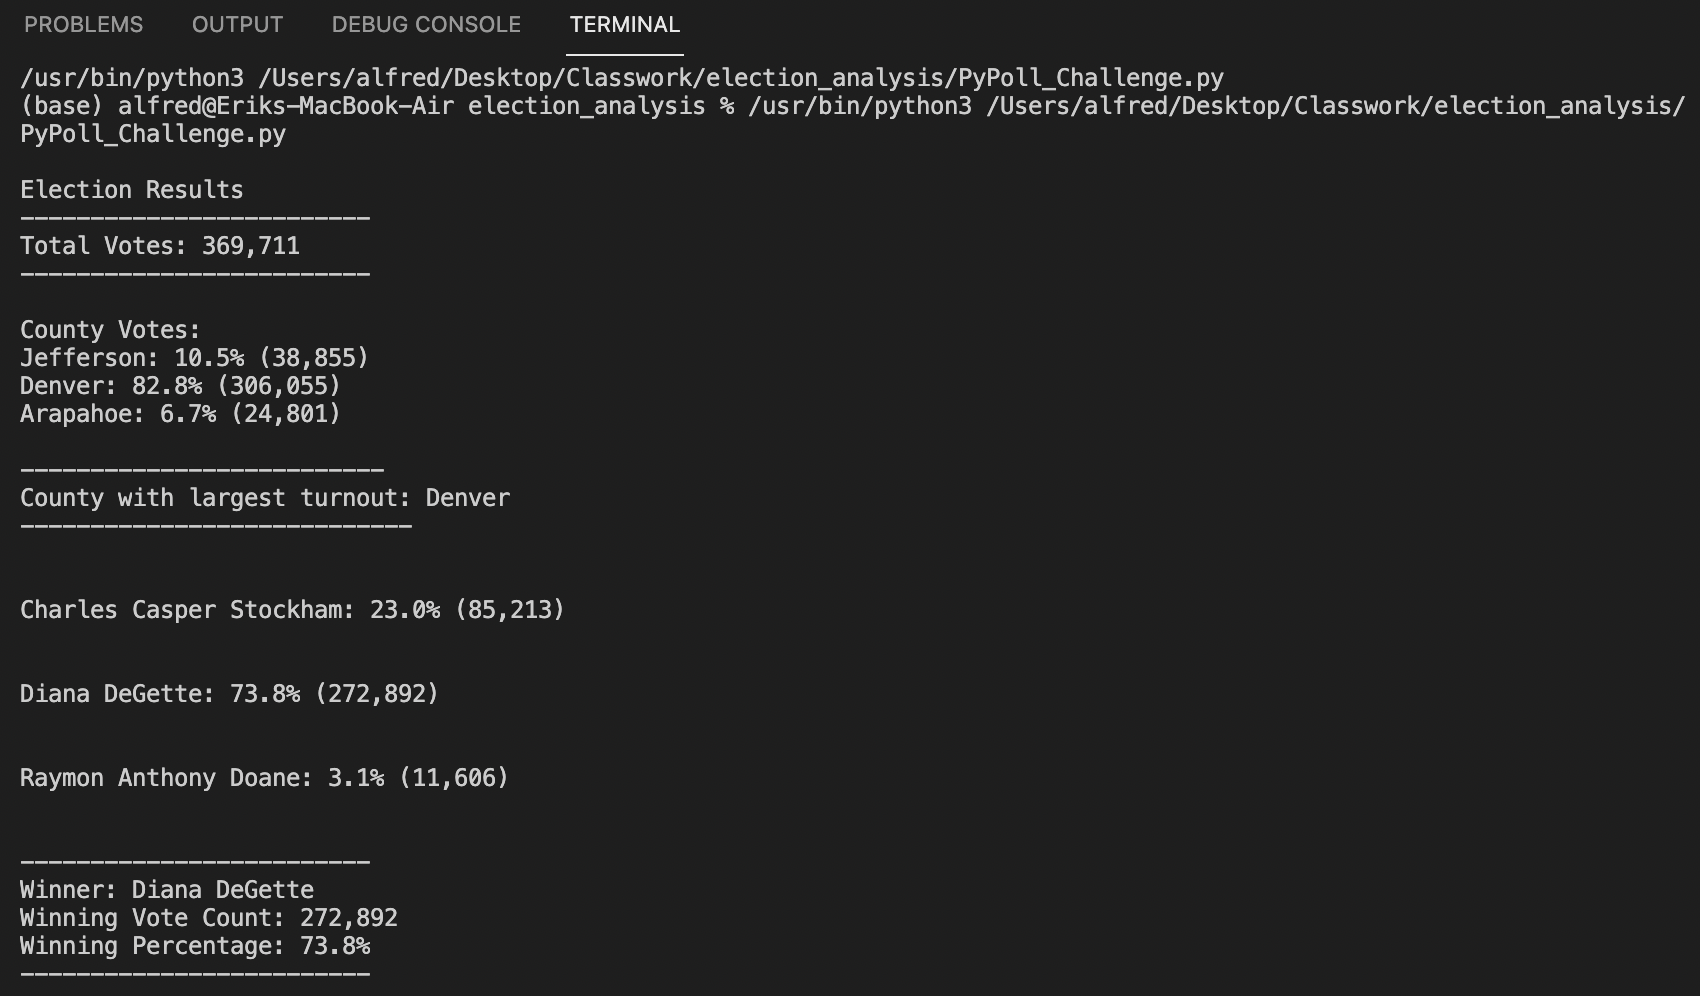 PROBLEMS OUTPUT DEBUG CONSOLE TERMINAL
/usr/bin/python3 /Users/alfred/Desktop/Classwork/election_analysis/PyPoll_Challenge.py
(base) alfred@Eriks-MacBook-Air election_analysis % /usr/bin/python3 /Users/alfred/Desktop/Classwork/election_analysis/
PyPoll_Challenge.py
Election Results
-------------------------
Total Votes: 369,711
-------------------------
County Votes:
Jefferson: 10.5% (38,855)
Denver: 82.8% (306,055)
Arapahoe: 6.7% (24,801)
--------------------------
County with largest turnout: Denver
----------------------------
Charles Casper Stockham: 23.0% (85,213)
Diana DeGette: 73.8% (272,892)
Raymon Anthony Doane: 3.1% (11,606)
-------------------------
Winner: Diana DeGette
Winning Vote Count: 272,892
Winning Percentage: 73.8%
-------------------------